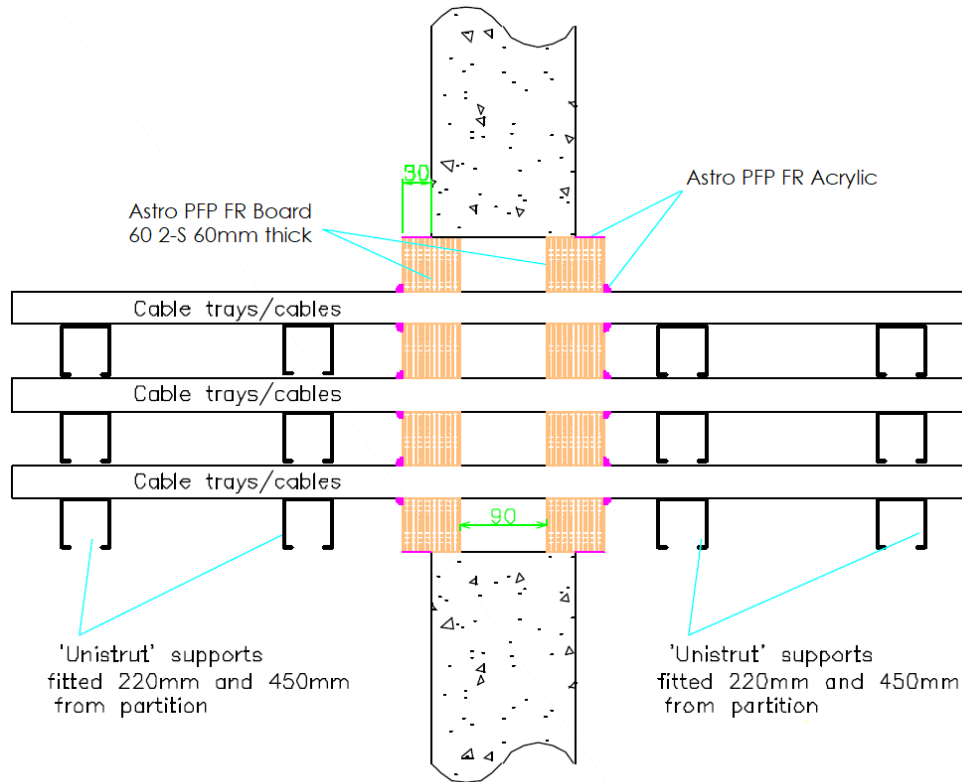 30
Astro PFP FR Acrylic
Astro PFP FR Board
60 2-S 60mm thick
Cable trays/cables
Cable trays/cables
Cable trays/cables
90
'Unistrut' supports
fitted 220mm and 450mm
from partition
'Unistrut' supports
fitted 220mm and 450mm
from partition